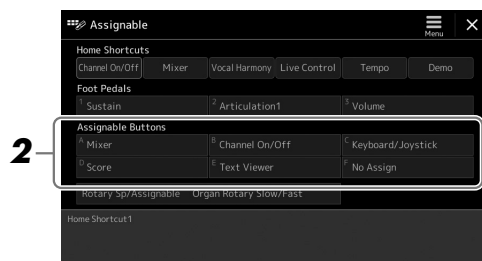 Assignable
Menu
Home Shortcuts
Channel On/Off Mixer Vocal Harmony Live Control Tempo Demo
Foot Pedals
1 Sustain 2 Articulation1 3 Volume
Assignable Buttons
A Mixer B Channel On/Off C Keyboard/Joystick
2
D Score E Text Viewer F No Assign
Rotary Sp/Assignable Organ Rotary Slow/Fast
Home Shortcut1